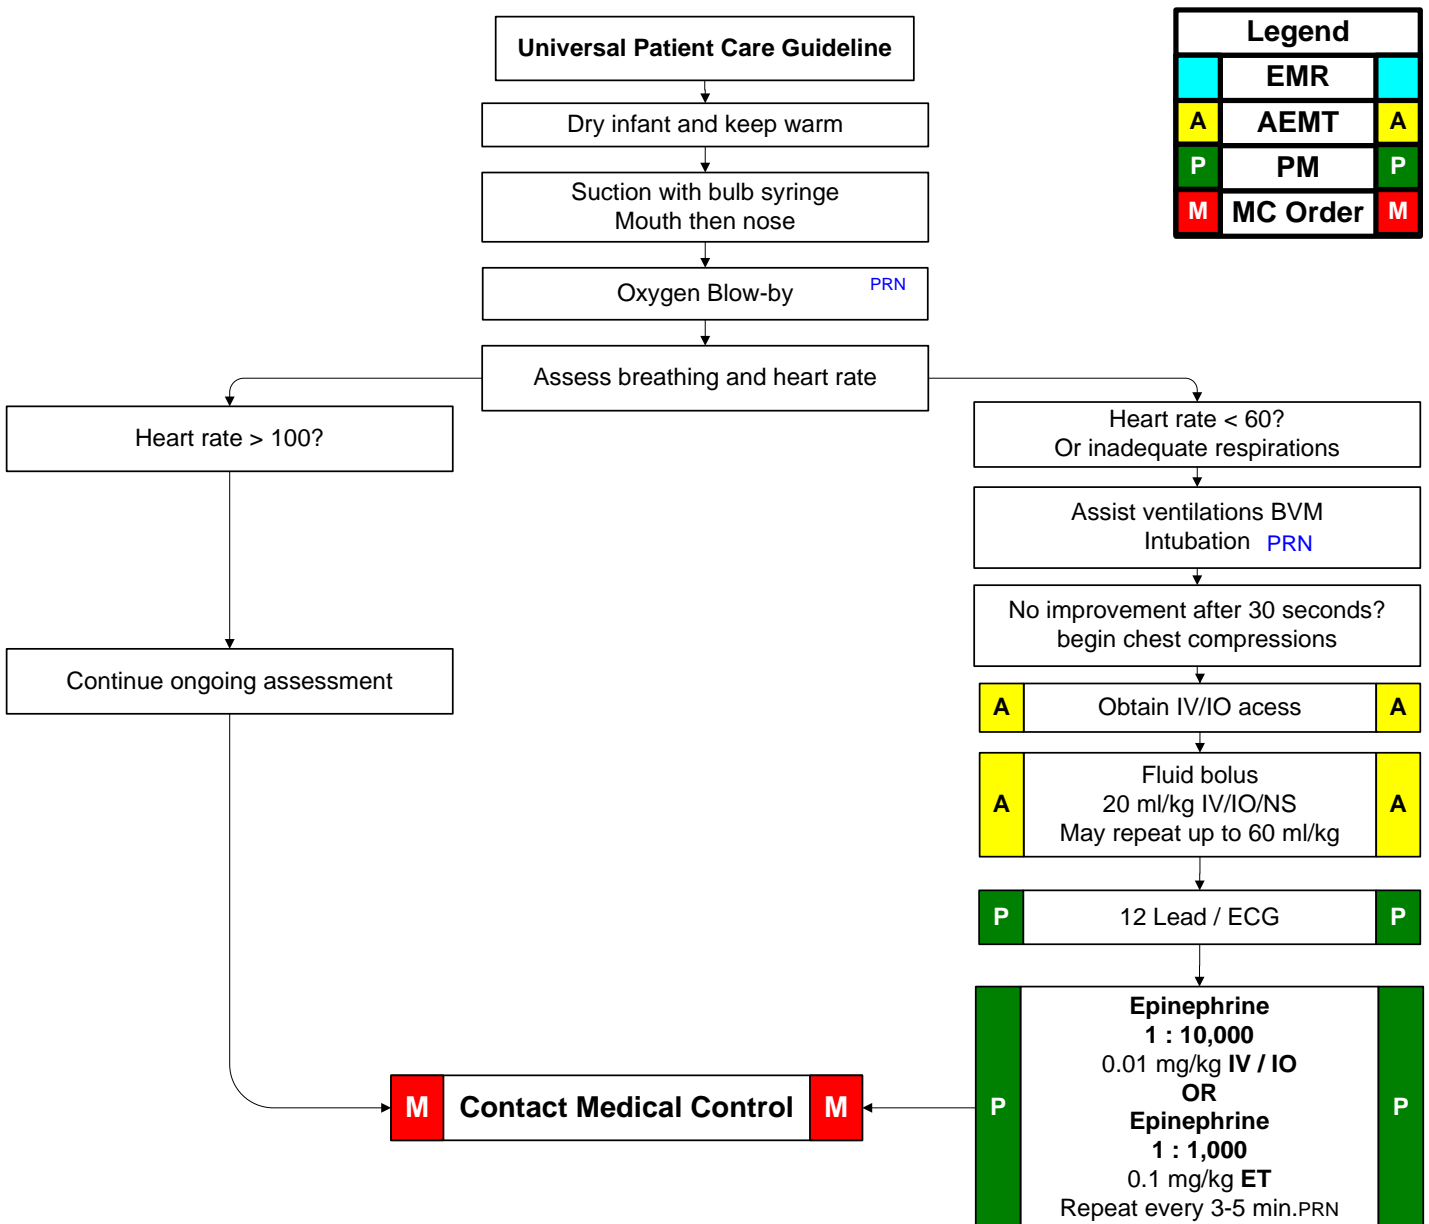 Universal Patient Care Guideline
Legend
EMR
A AEMT A
P PM P
M MC Order M
Dry infant and keep warm
Suction with bulb syringe
Mouth then nose
Oxygen Blow-by PRN
Assess breathing and heart rate
Heart rate > 100?
Heart rate < 60?
Or inadequate respirations
Assist ventilations BVM
Intubation PRN
No improvement after 30 seconds?
begin chest compressions
Continue ongoing assessment
A Obtain IV/IO acess A
Fluid bolus
A 20 ml/kg IV/IO/NS A
May repeat up to 60 ml/kg
P 12 Lead / ECG P
Epinephrine
1 : 10,000
0.01 mg/kg IV / IO
OR
P P
Epinephrine
1 : 1,000
0.1 mg/kg ET
Repeat every 3-5 min.PRN
M Contact Medical Control M